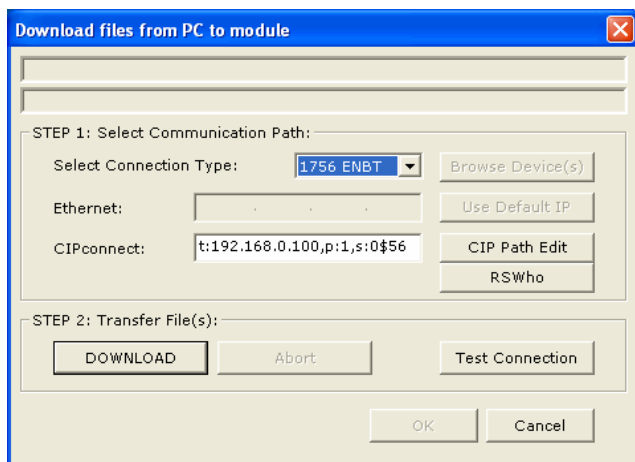 Download files from PC to module
STEP 1: Select Communication Path:
Select Connection Type: 1756 ENBT Browse Device(s)
Ethernet: . . . Use Default IP
CIPconnect: t:192.168.0.100,p:1,s:0$56 CIP Path Edit
RSWho
STEP 2: Transfer File(s):
DOWNLOAD Abort Test Connection
OK Cancel